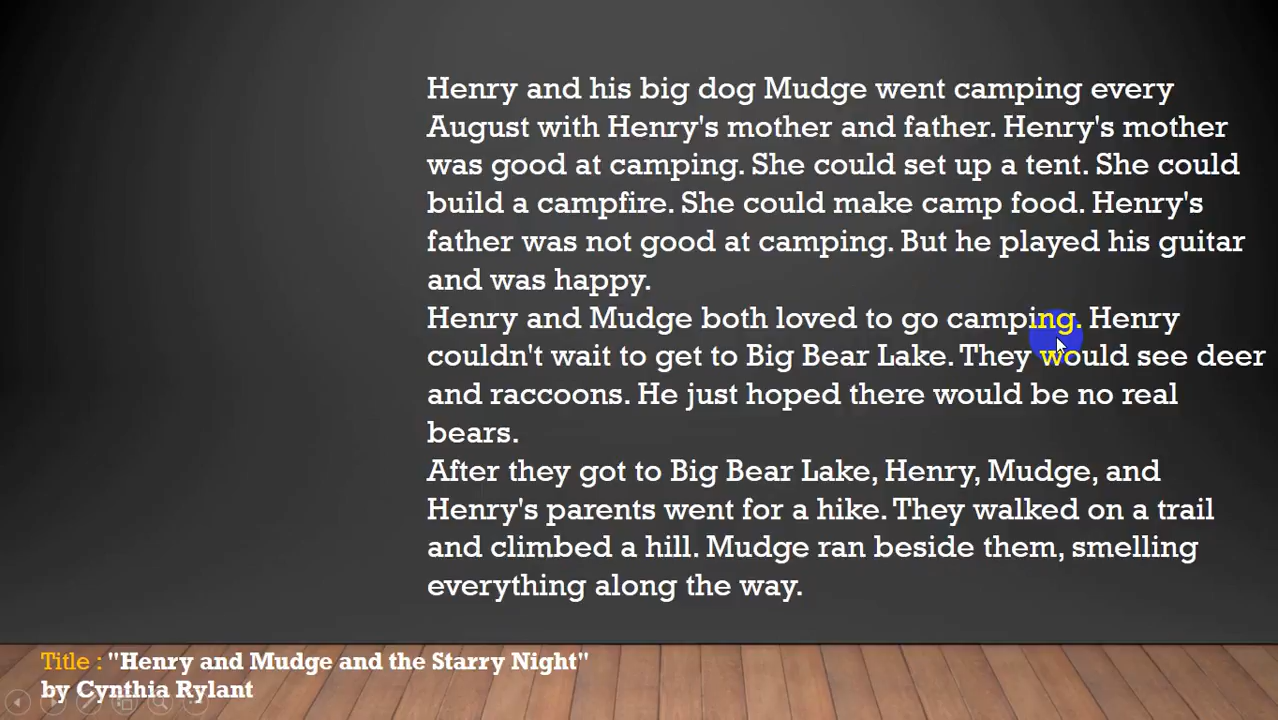 Henry and his big dog Mudge went camping every
August with Henry's mother and father. Henry's mother
was good at camping. She could set up a tent. She could
build a campfire. She could make camp food. Henry's
father was not good at camping. But he played his guitar
and was happy.
Henry and Mudge both loved to go camping. Henry
couldn't wait to get to Big Bear Lake. They would see deer
and raccoons. He just hoped there would be no real
bears.
After they got to Big Bear Lake, Henry, Mudge, and
Henry's parents went for a hike. They walked on a trail
and climbed a hill. Mudge ran beside them, smelling
everything along the way.
Title : "Henry and Mudge and the Starry Night"
by Cynthia Rylant